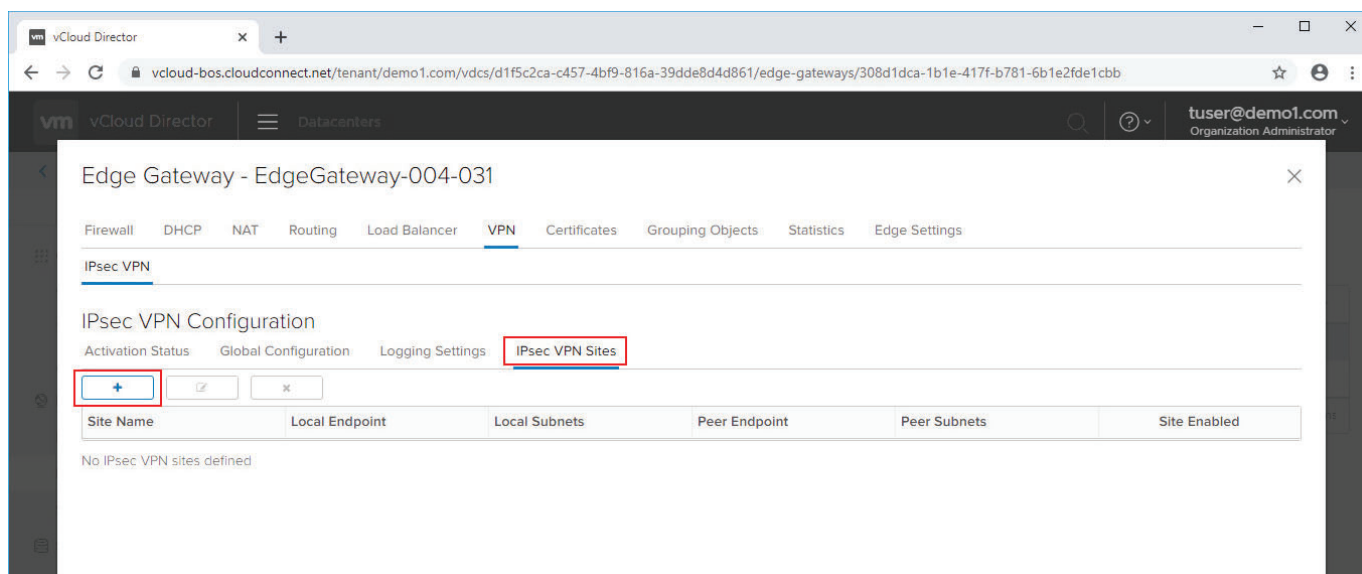 vm vCloud Director
vcloud-bos.cloudconnect.net/tenant/demo1.com/vdcs/d1f5c2ca-c457-4bf9-816a-39dde8d4d861/edge-gateways/308d1dca-1b1e-417f-b781-6b1e2fde1cbb
vm vCloud Director Datacenters tuser@demo1.com
Organization Administrator
Edge Gateway - EdgeGateway-004-031
Firewall DHCP NAT Routing Load Balancer VPN Certificates Grouping Objects Statistics Edge Settings
IPsec VPN
IPsec VPN Configuration
Activation Status Global Configuration Logging Settings IPsec VPN Sites
Site Name Local Endpoint Local Subnets Peer Endpoint Peer Subnets Site Enabled
No IPsec VPN sites defined